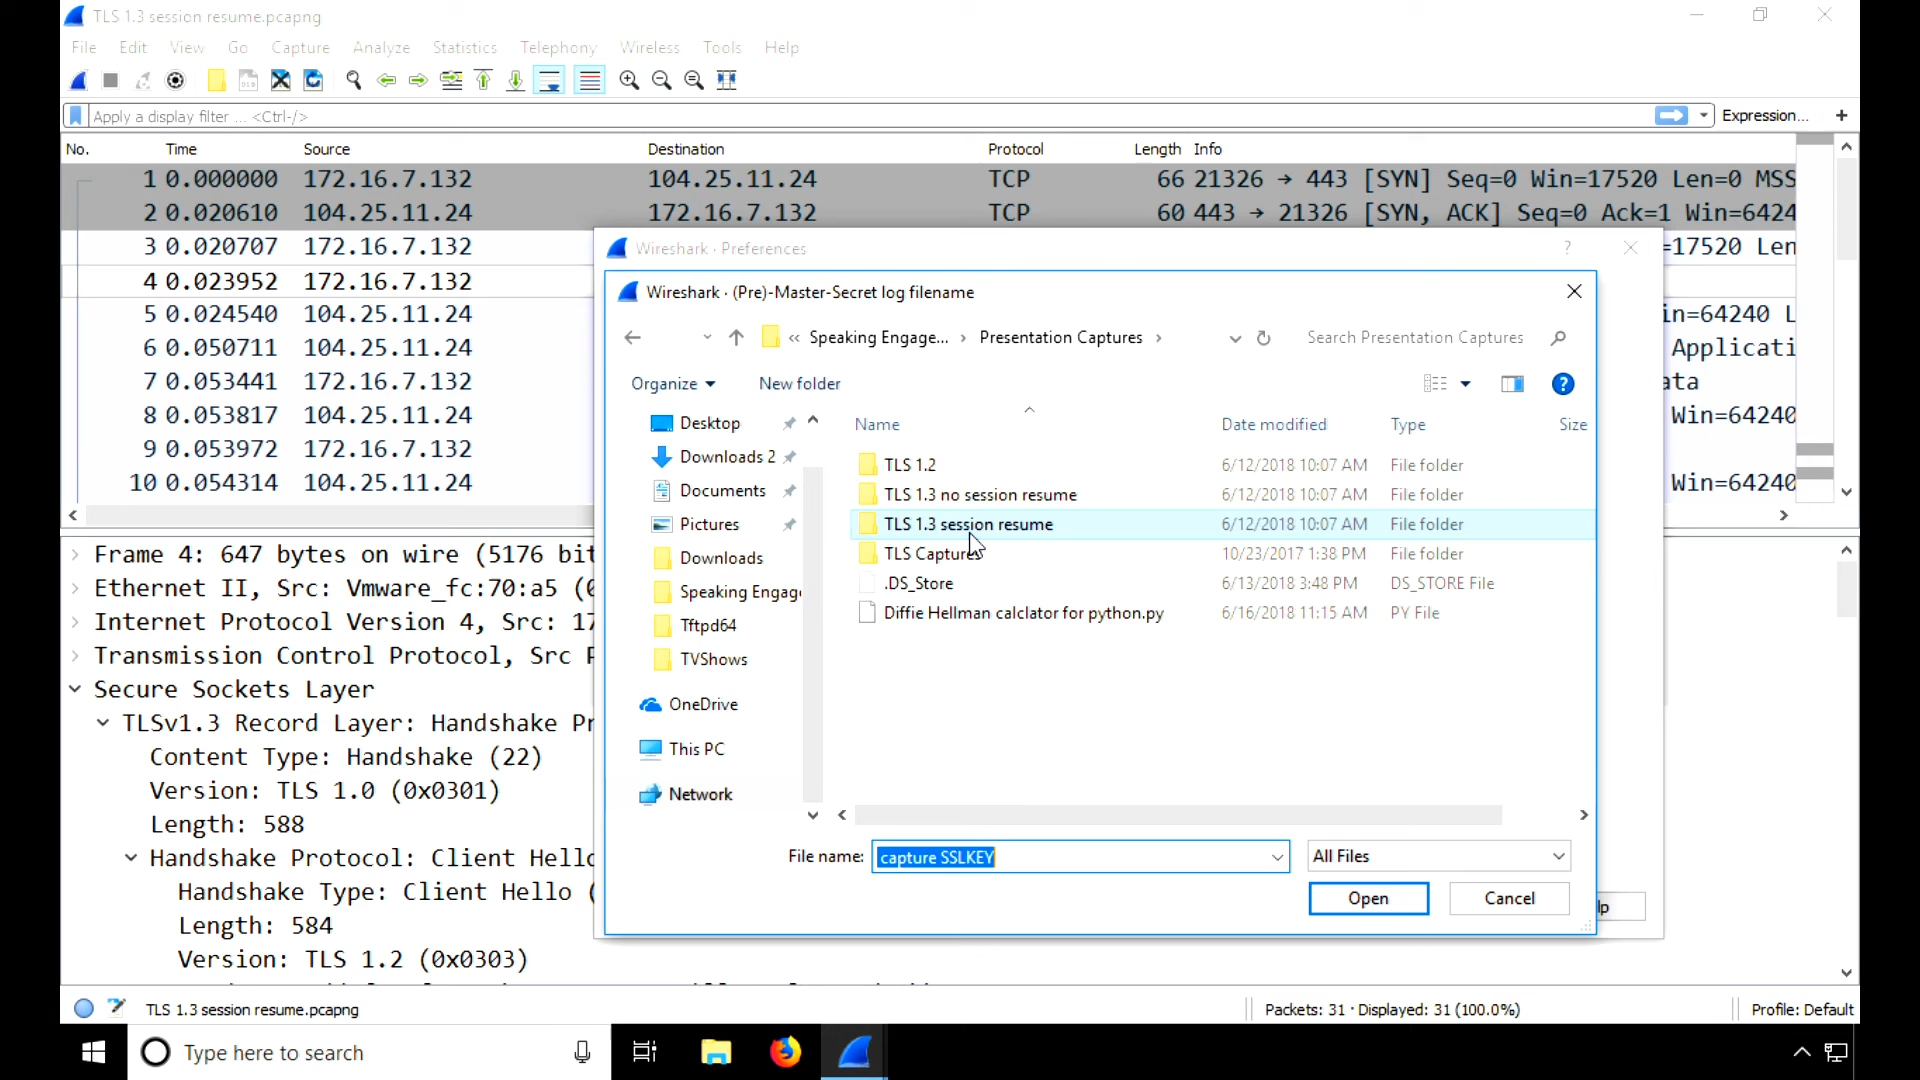 TLS 1.3 session resume.pcapng
File Edit View Go Capture Analyze Statistics Telephony Wireless Tools Help
Apply a display filter ... <Ctrl-/> Expression... +
No. Time Source Destination Protocol Length Info
1 0.000000 172.16.7.132 104.25.11.24 TCP 66 21326 → 443 [SYN] Seq=0 Win=17520 Len=0 MSS
2 0.020610 104.25.11.24 172.16.7.132 TCP 60 443 → 21326 [SYN, ACK] Seq=0 Ack=1 Win=6424
3 0.020707 172.16.7.132 =17520 Len
4 0.023952 172.16.7.132
5 0.024540 104.25.11.24 in=64240 L
6 0.050711 104.25.11.24 Applicati
7 0.053441 172.16.7.132 ata
8 0.053817 104.25.11.24 Win=64240
9 0.053972 172.16.7.132
10 0.054314 104.25.11.24 Win=64240
Wireshark · Preferences
Wireshark · (Pre)-Master-Secret log filename
« Speaking Engage... › Presentation Captures › Search Presentation Captures
Organize New folder
Name Date modified Type Size
Desktop
Downloads 2
Documents
Pictures
Downloads
Speaking Engag
Tftpd64
TVShows
OneDrive
This PC
Network
TLS 1.2 6/12/2018 10:07 AM File folder
TLS 1.3 no session resume 6/12/2018 10:07 AM File folder
TLS 1.3 session resume 6/12/2018 10:07 AM File folder
TLS Captures 10/23/2017 1:38 PM File folder
.DS_Store 6/13/2018 3:48 PM DS_STORE File
Diffie Hellman calclator for python.py 6/16/2018 11:15 AM PY File
File name: capture SSLKEY All Files
Open Cancel
lp
Frame 4: 647 bytes on wire (5176 bit
Ethernet II, Src: Vmware_fc:70:a5 (
Internet Protocol Version 4, Src: 17
Transmission Control Protocol, Src P
Secure Sockets Layer
TLSv1.3 Record Layer: Handshake Pr
Content Type: Handshake (22)
Version: TLS 1.0 (0x0301)
Length: 588
Handshake Protocol: Client Hello
Handshake Type: Client Hello (
Length: 584
Version: TLS 1.2 (0x0303)
TLS 1.3 session resume.pcapng Packets: 31 · Displayed: 31 (100.0%) Profile: Default
Type here to search